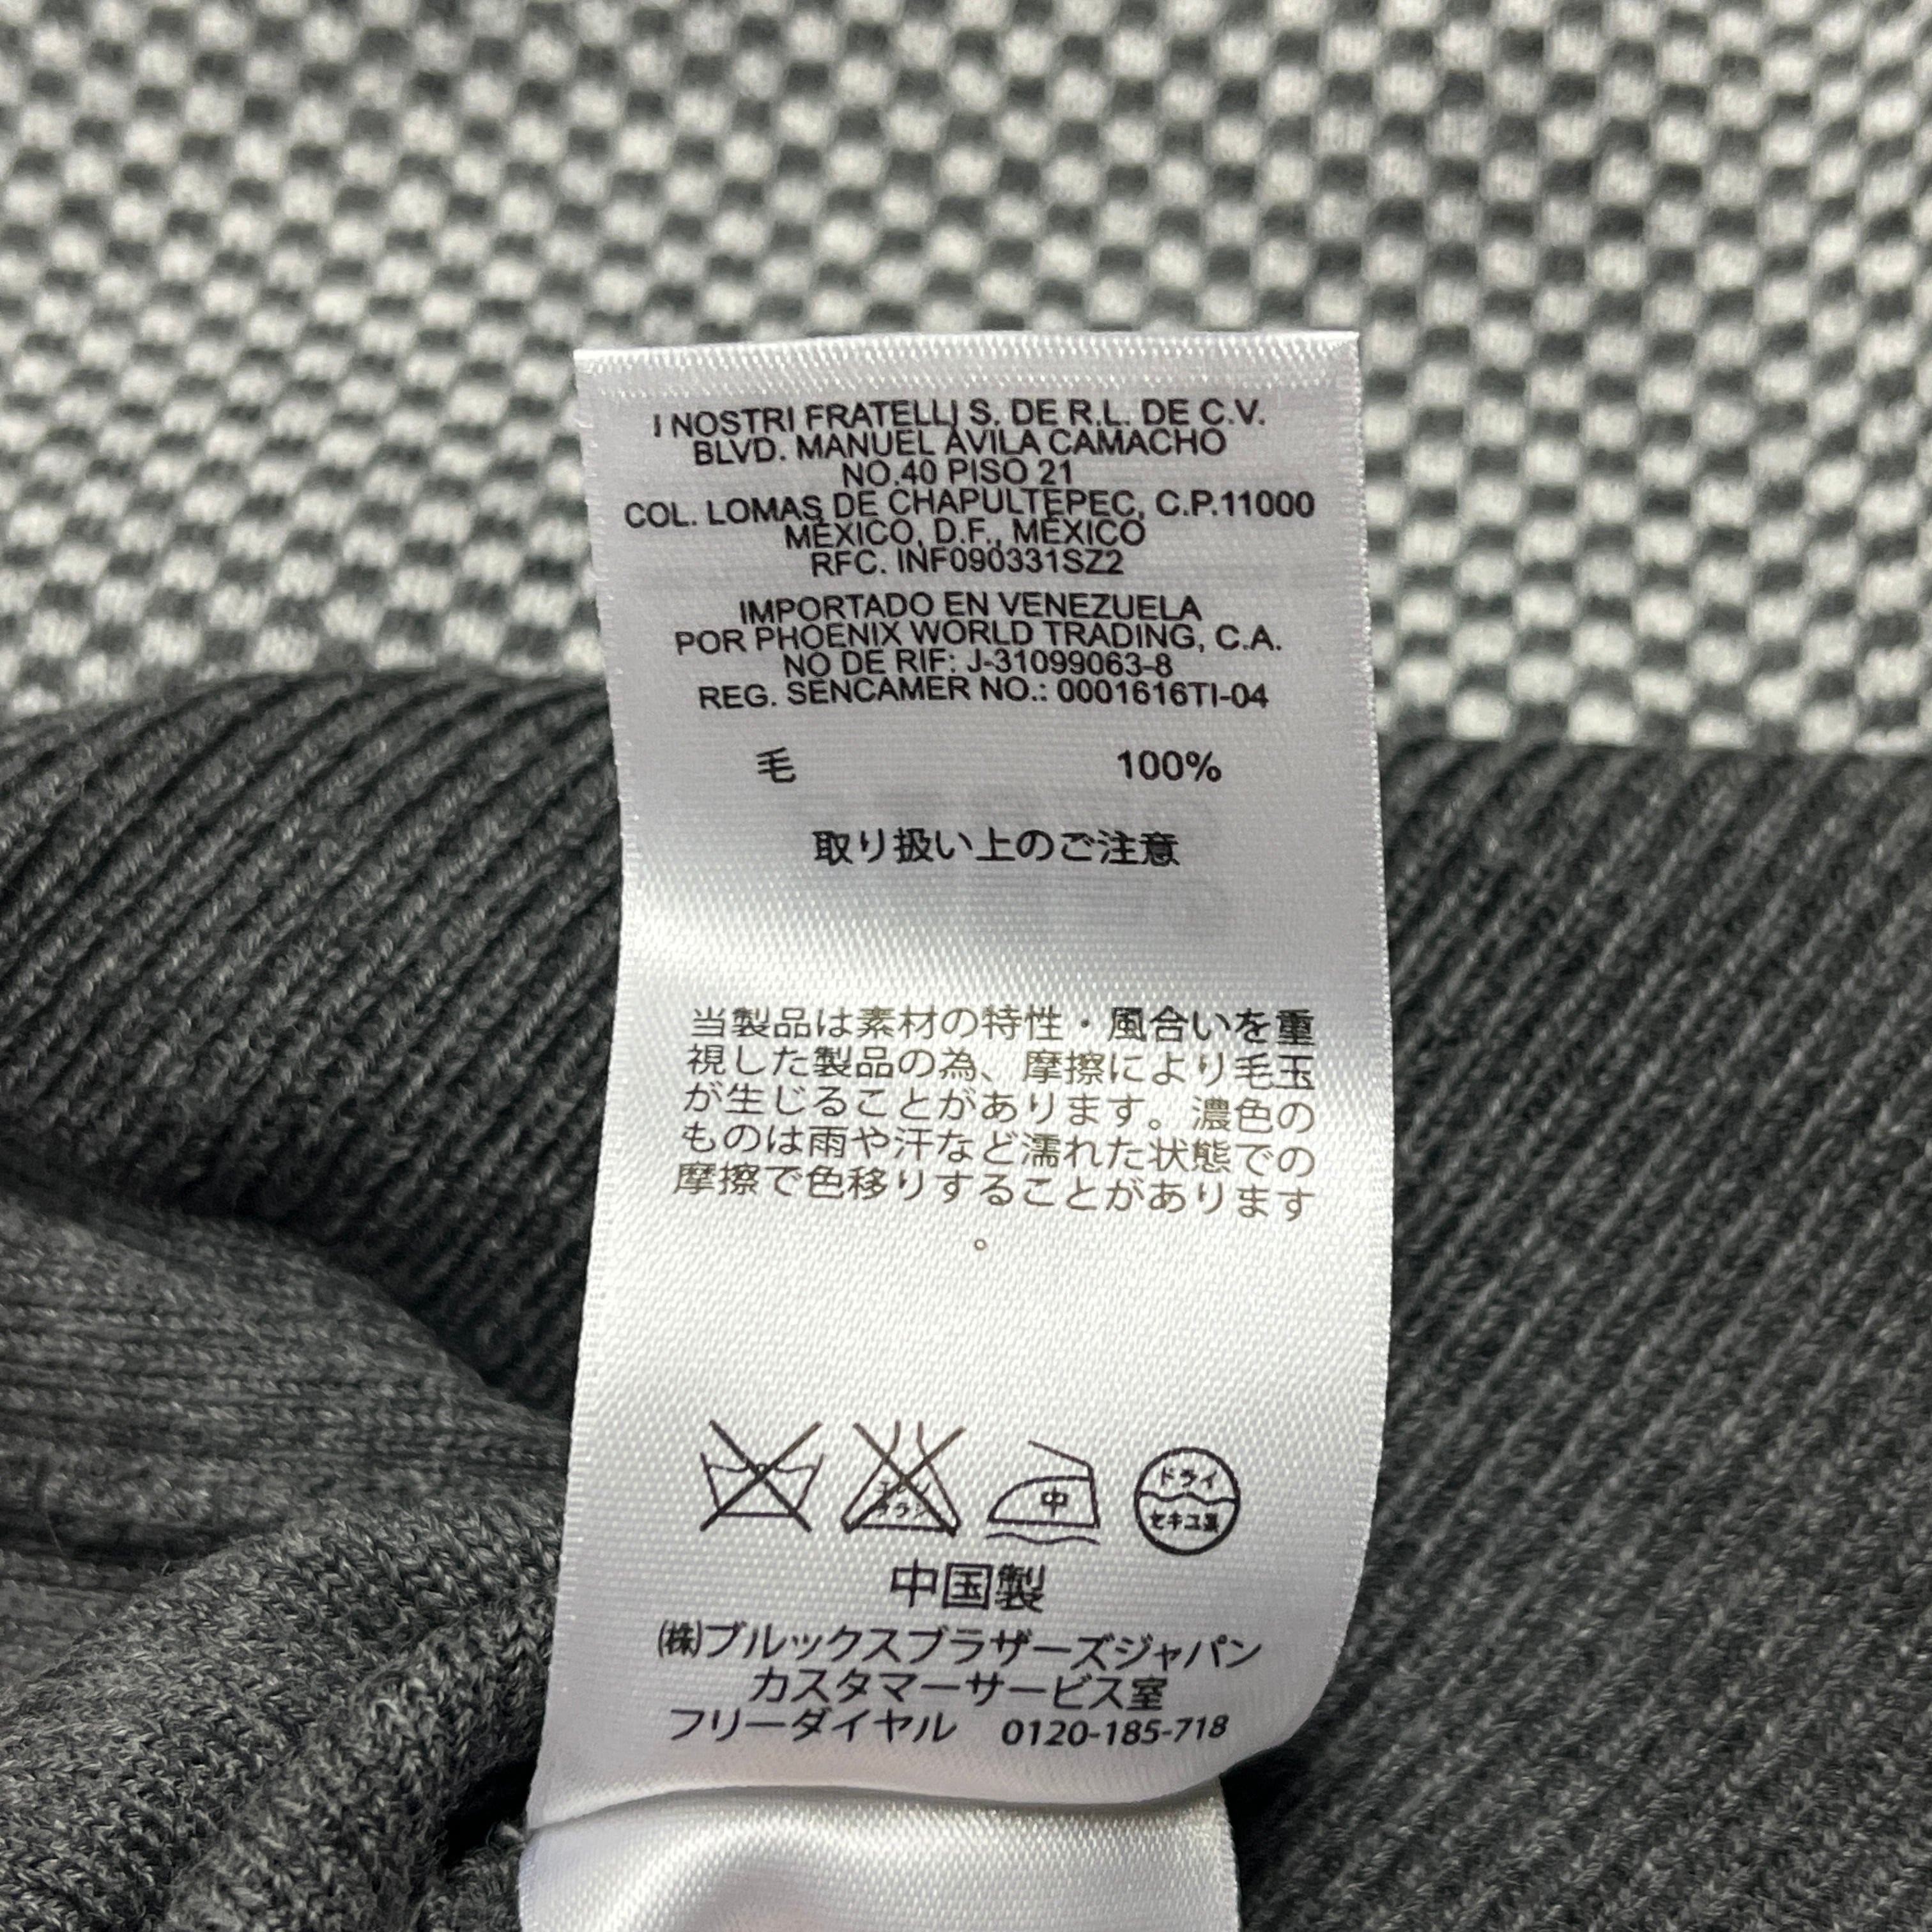 I NOSTRI FRATELLI S. DE R.L. DE C.V.
BLVD. MANUEL ÁVILA CAMACHO
NO.40 PISO 21
COL. LOMAS DE CHAPULTEPEC, C.P.11000
MÉXICO, D.F., MÉXICO
RFC. INF090331SZ2
IMPORTADO EN VENEZUELA
POR PHOENIX WORLD TRADING, C.A.
NO DE RIF: J-31099063-8
REG. SENCAMER NO.: 0001616TI-04
毛 100%
取り扱い上のご注意
当製品は素材の特性・風合いを重
視した製品の為、摩擦により毛玉
が生じることがあります。濃色の
ものは雨や汗など濡れた状態での
摩擦で色移りすることがあります
。
中
ドライ
セキユ系
中国製
㈱ブルックスブラザーズジャパン
カスタマーサービス室
フリーダイヤル 0120-185-718